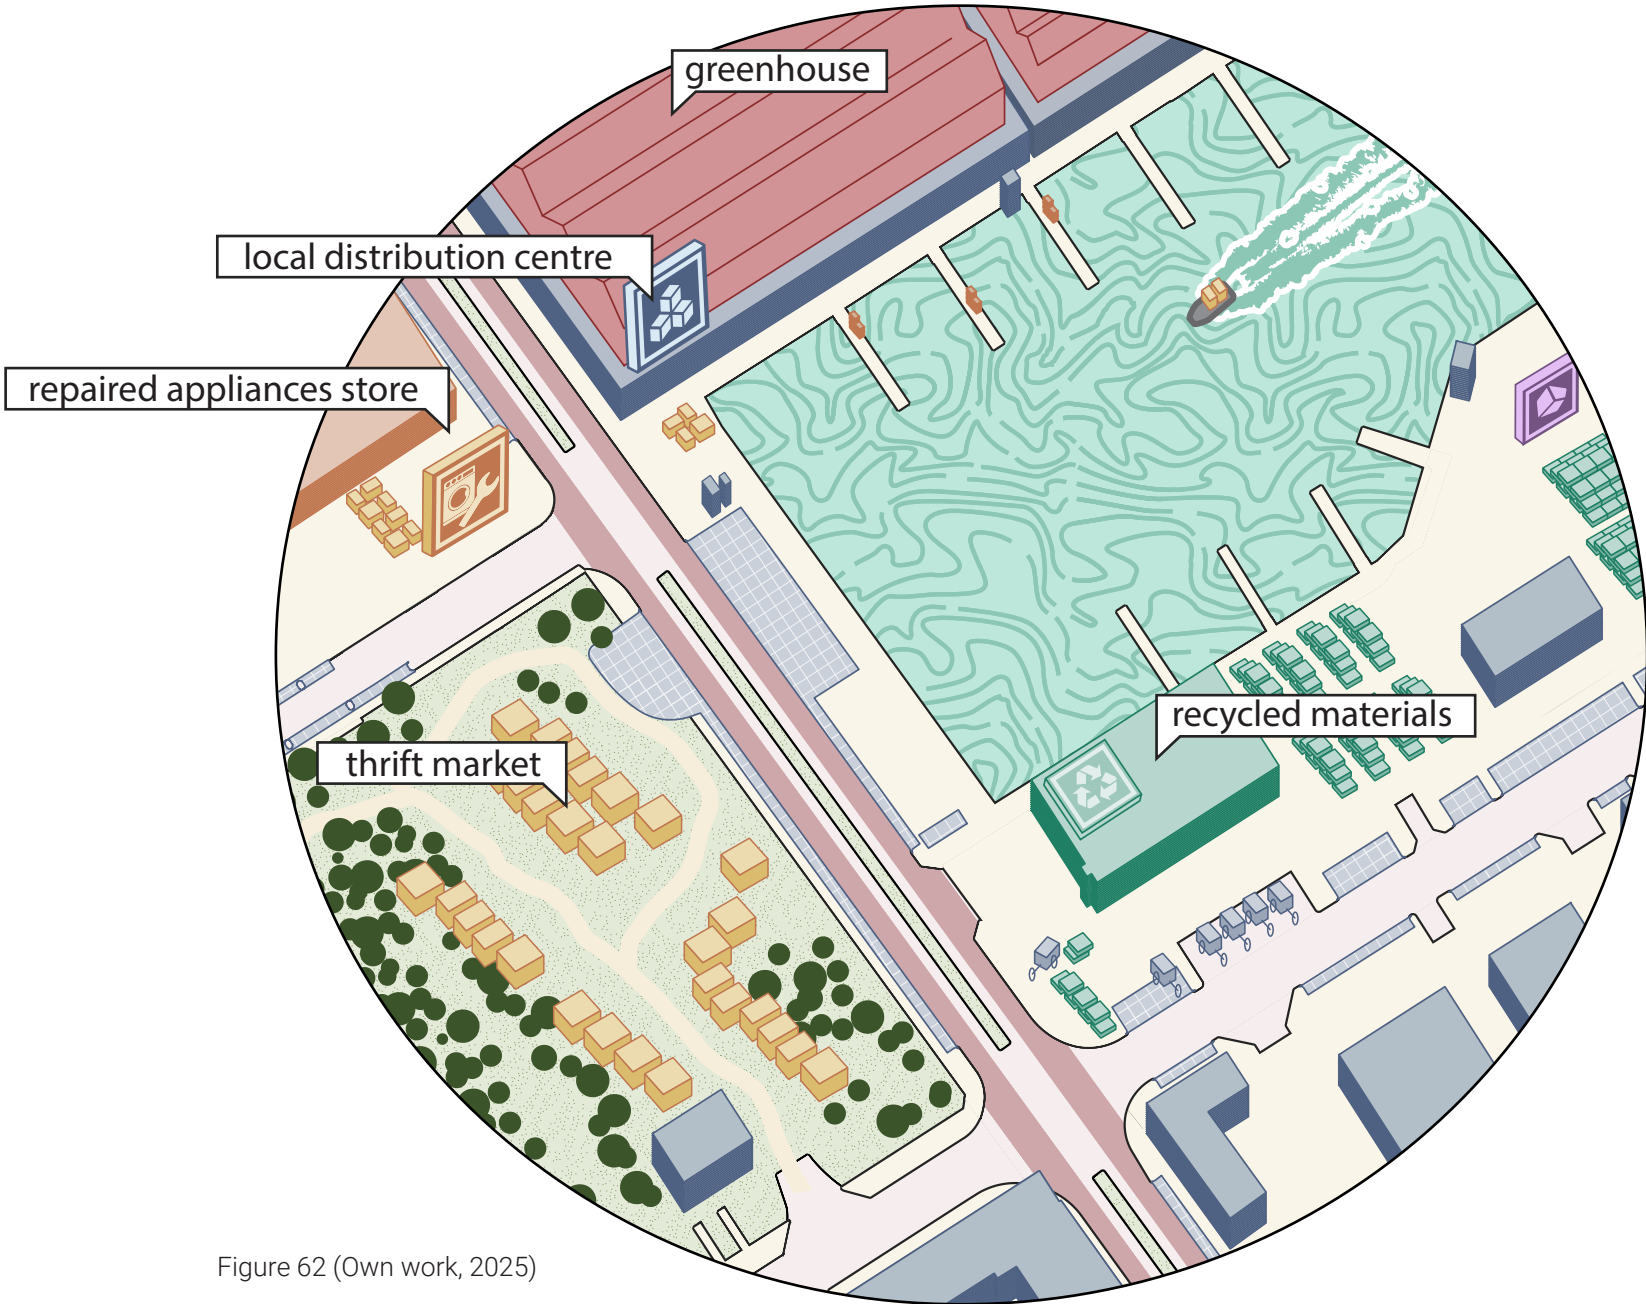 greenhouse
local distribution centre
repaired appliances store
recycled materials
thrift market
Figure 62 (Own work, 2025)